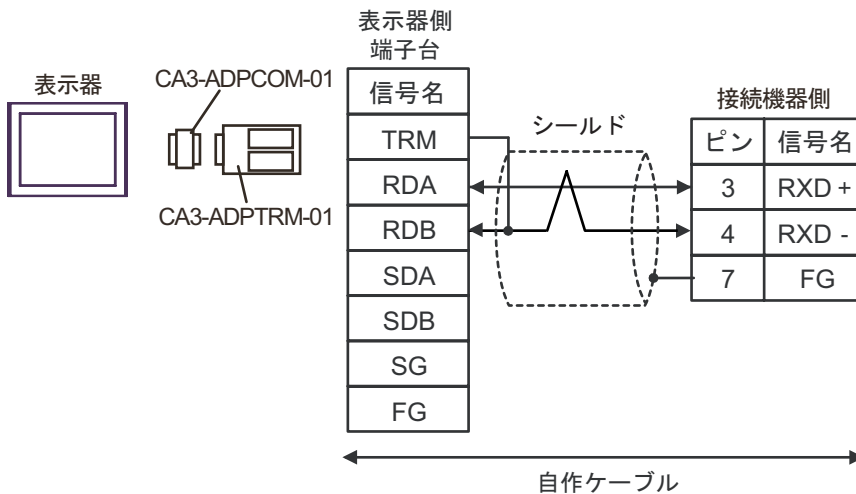 表示器
CA3-ADPCOM-01
CA3-ADPTRM-01
表示器側
端子台
信号名
TRM
RDA
RDB
SDA
SDB
SG
FG
シールド
接続機器側
ピン 信号名
3 RXD +
4 RXD -
7 FG
自作ケーブル